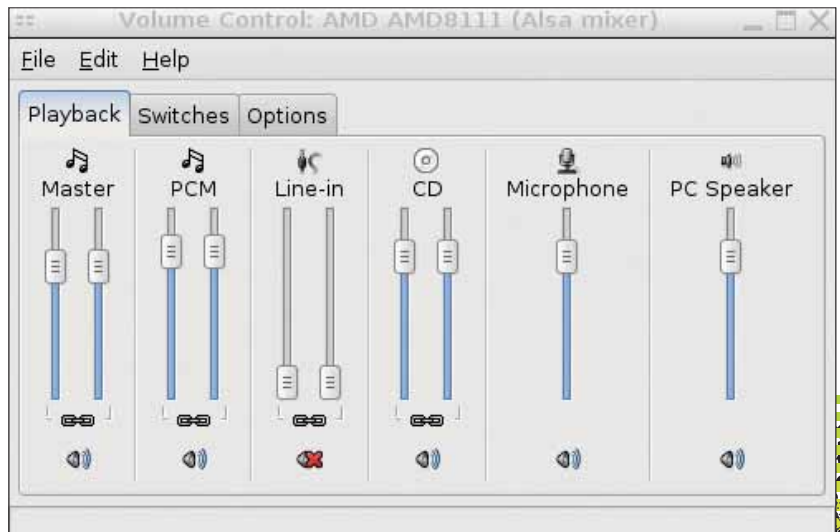 Volume Control: AMD AMD8111 (Alsa mixer)
File Edit Help
Playback Switches Options
Master PCM Line-in CD Microphone PC Speaker